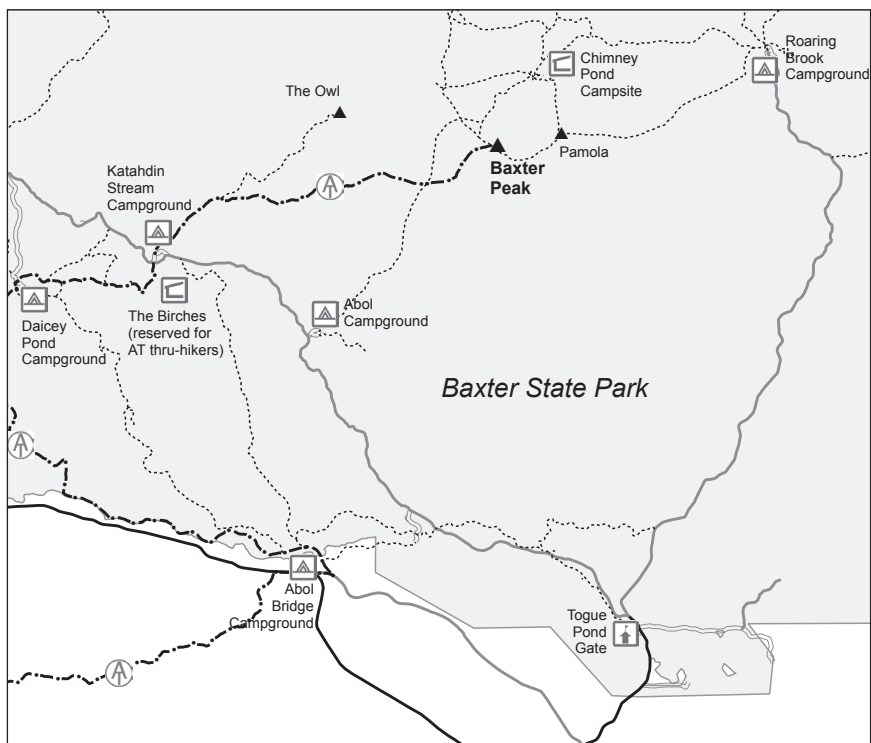 Roaring
Brook
Campground
Chimney
Pond
Campsite
The Owl
Pamola
Baxter
Peak
Katahdin
Stream
Campground
Abol
Campground
The Birches
(reserved for
AT thru-hikers)
Daicey
Pond
Campground
Baxter State Park
Abol
Bridge
Campground
Togue
Pond
Gate